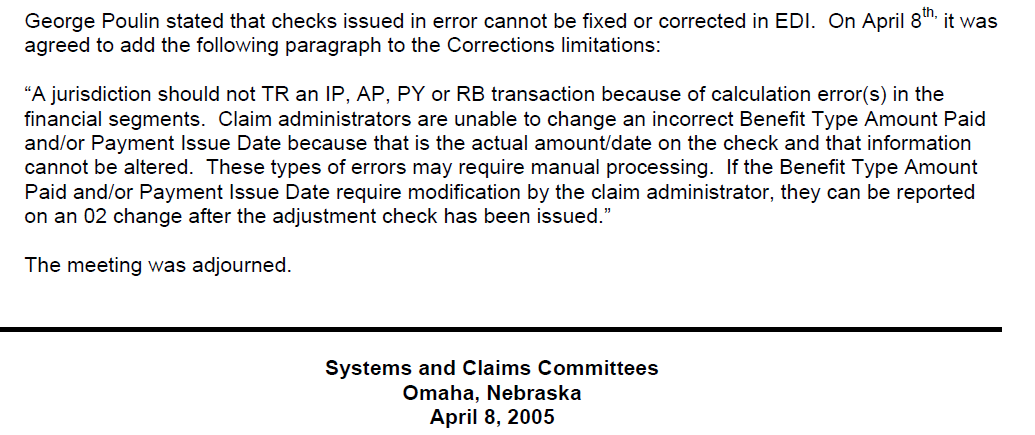 George Poulin stated that checks issued in error cannot be fixed or corrected in EDI.  On April 8th, it was
agreed to add the following paragraph to the Corrections limitations:
“A jurisdiction should not TR an IP, AP, PY or RB transaction because of calculation error(s) in the
financial segments.  Claim administrators are unable to change an incorrect Benefit Type Amount Paid
and/or Payment Issue Date because that is the actual amount/date on the check and that information
cannot be altered.  These types of errors may require manual processing.  If the Benefit Type Amount
Paid and/or Payment Issue Date require modification by the claim administrator, they can be reported
on an 02 change after the adjustment check has been issued.”
The meeting was adjourned.
Systems and Claims Committees
Omaha, Nebraska
April 8, 2005